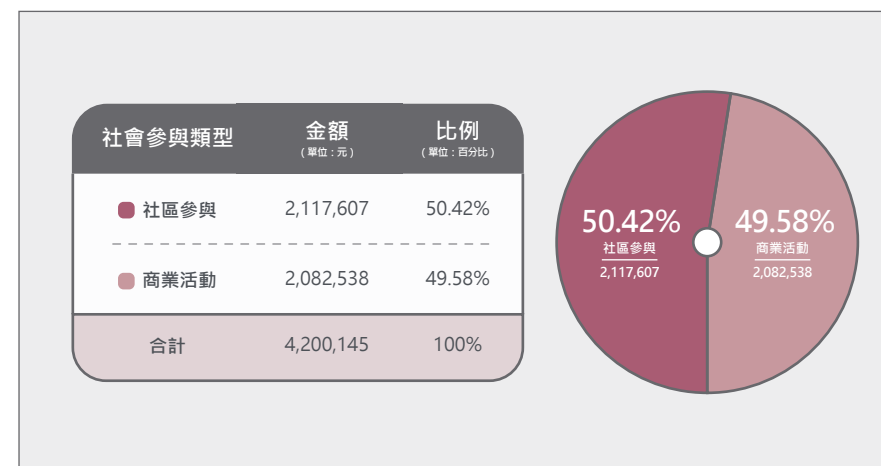 社會參與類型 金額 比例
（單位：元） （單位：百分比）
社區參與 2,117,607 50.42%
商業活動 2,082,538 49.58%
合計 4,200,145 100%
50.42%
社區參與
2,117,607
49.58%
商業活動
2,082,538